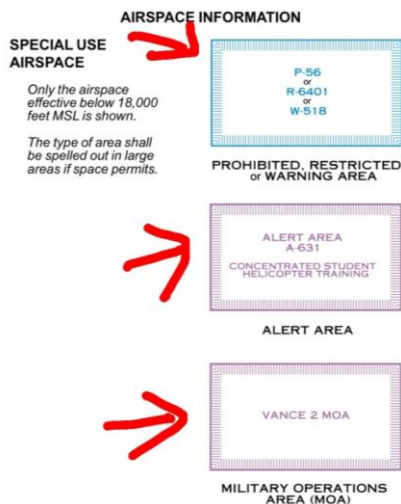 AIRSPACE INFORMATION
SPECIAL USE
AIRSPACE
Only the airspace
effective below 18,000
feet MSL is shown.
The type of area shall
be spelled out in large
areas if space permits.
P-56
or
R-6401
or
W-518
PROHIBITED, RESTRICTED
or WARNING AREA
ALERT AREA
A-631
CONCENTRATED STUDENT
HELICOPTER TRAINING
ALERT AREA
VANCE 2 MOA
MILITARY OPERATIONS
AREA (MOA)